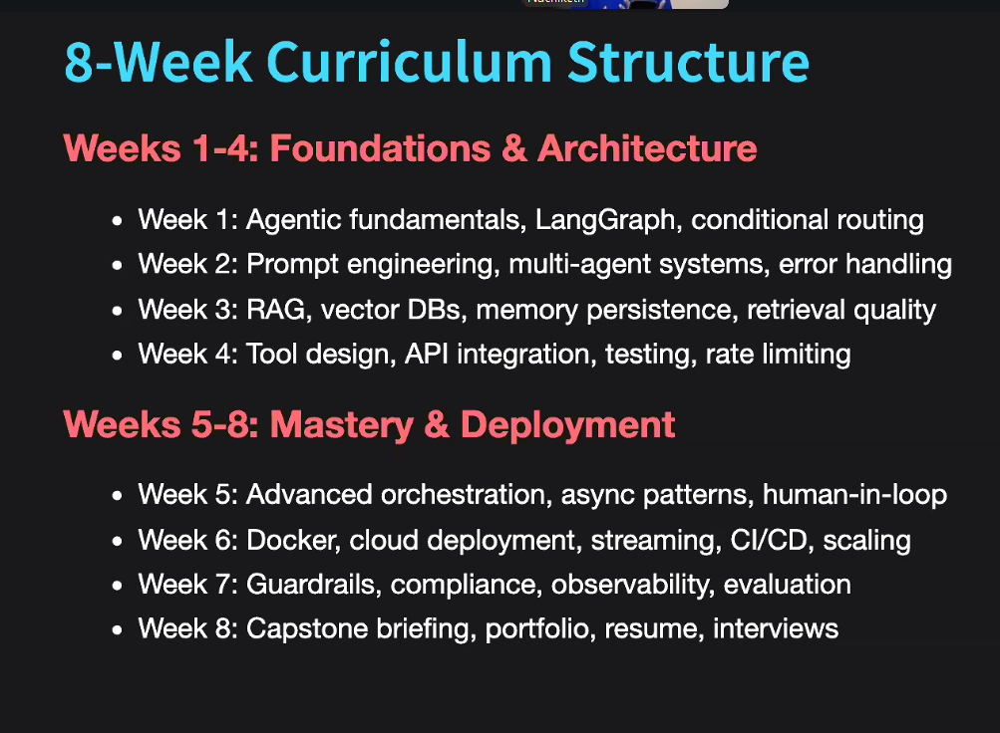 8-Week Curriculum Structure
Weeks 1-4: Foundations & Architecture
• Week 1: Agentic fundamentals, LangGraph, conditional routing
• Week 2: Prompt engineering, multi-agent systems, error handling
• Week 3: RAG, vector DBs, memory persistence, retrieval quality
• Week 4: Tool design, API integration, testing, rate limiting
Weeks 5-8: Mastery & Deployment
• Week 5: Advanced orchestration, async patterns, human-in-loop
• Week 6: Docker, cloud deployment, streaming, CI/CD, scaling
• Week 7: Guardrails, compliance, observability, evaluation
• Week 8: Capstone briefing, portfolio, resume, interviews